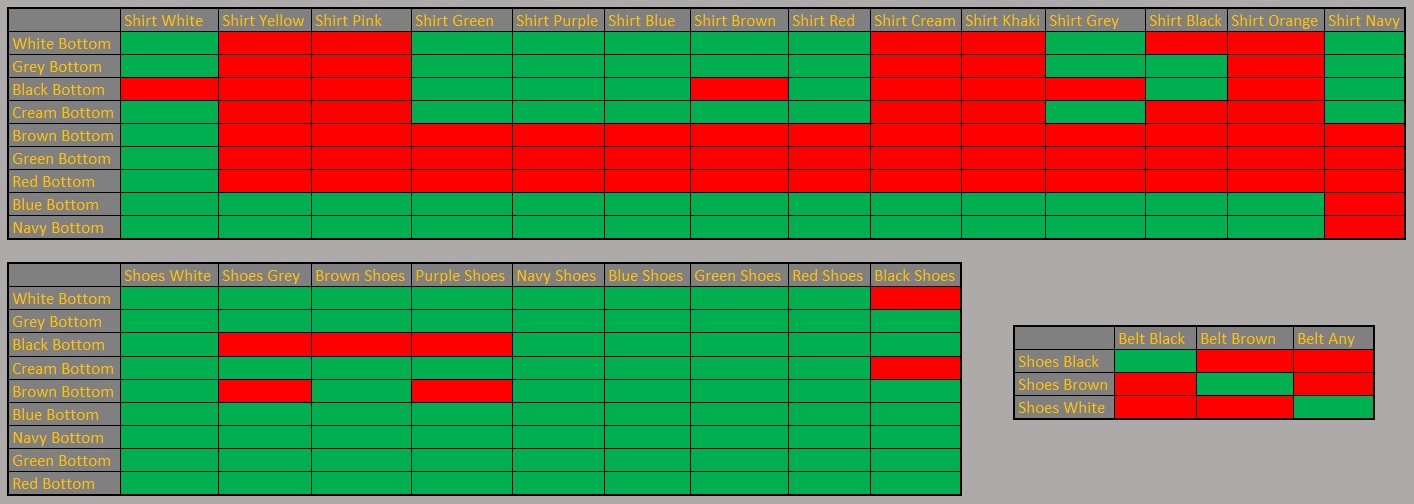 Shirt White Shirt Yellow Shirt Pink Shirt Green Shirt Purple Shirt Blue Shirt Brown Shirt Red Shirt Cream Shirt Khaki Shirt Grey Shirt Black Shirt Orange Shirt Navy
White Bottom
Grey Bottom
Black Bottom
Cream Bottom
Brown Bottom
Green Bottom
Red Bottom
Blue Bottom
Navy Bottom
Shoes White Shoes Grey Brown Shoes Purple Shoes Navy Shoes Blue Shoes Green Shoes Red Shoes Black Shoes
White Bottom
Grey Bottom
Black Bottom
Cream Bottom
Brown Bottom
Blue Bottom
Navy Bottom
Green Bottom
Red Bottom
Belt Black Belt Brown Belt Any
Shoes Black
Shoes Brown
Shoes White